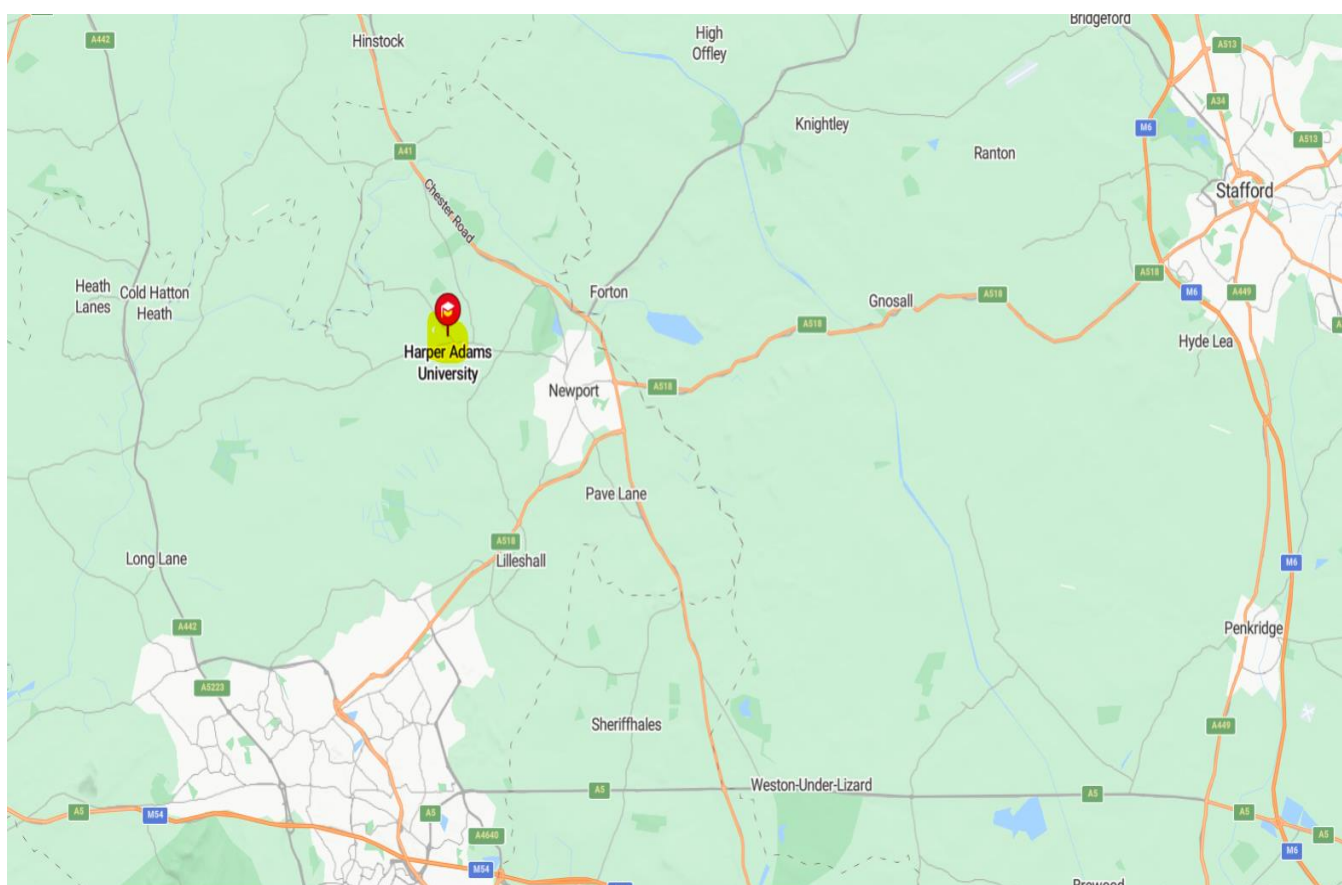 Bridgeford
A442
Hinstock
High
Offley
A513
A34
M6
Knightley
A513
A41
Ranton
Chester Road
Stafford
A518
Heath
Lanes
Cold Hatton
Heath
Forton
Gnosall
A518
M6
A449
A518
Hyde Lea
Harper Adams
University
Newport
A518
Pave Lane
A518
Lilleshall
Long Lane
M6
A442
Penkridge
A5223
Sheriffhales
A449
Weston-Under-Lizard
A5
A5
A5
M54
A5
A5
A5
A4640
M6
M54